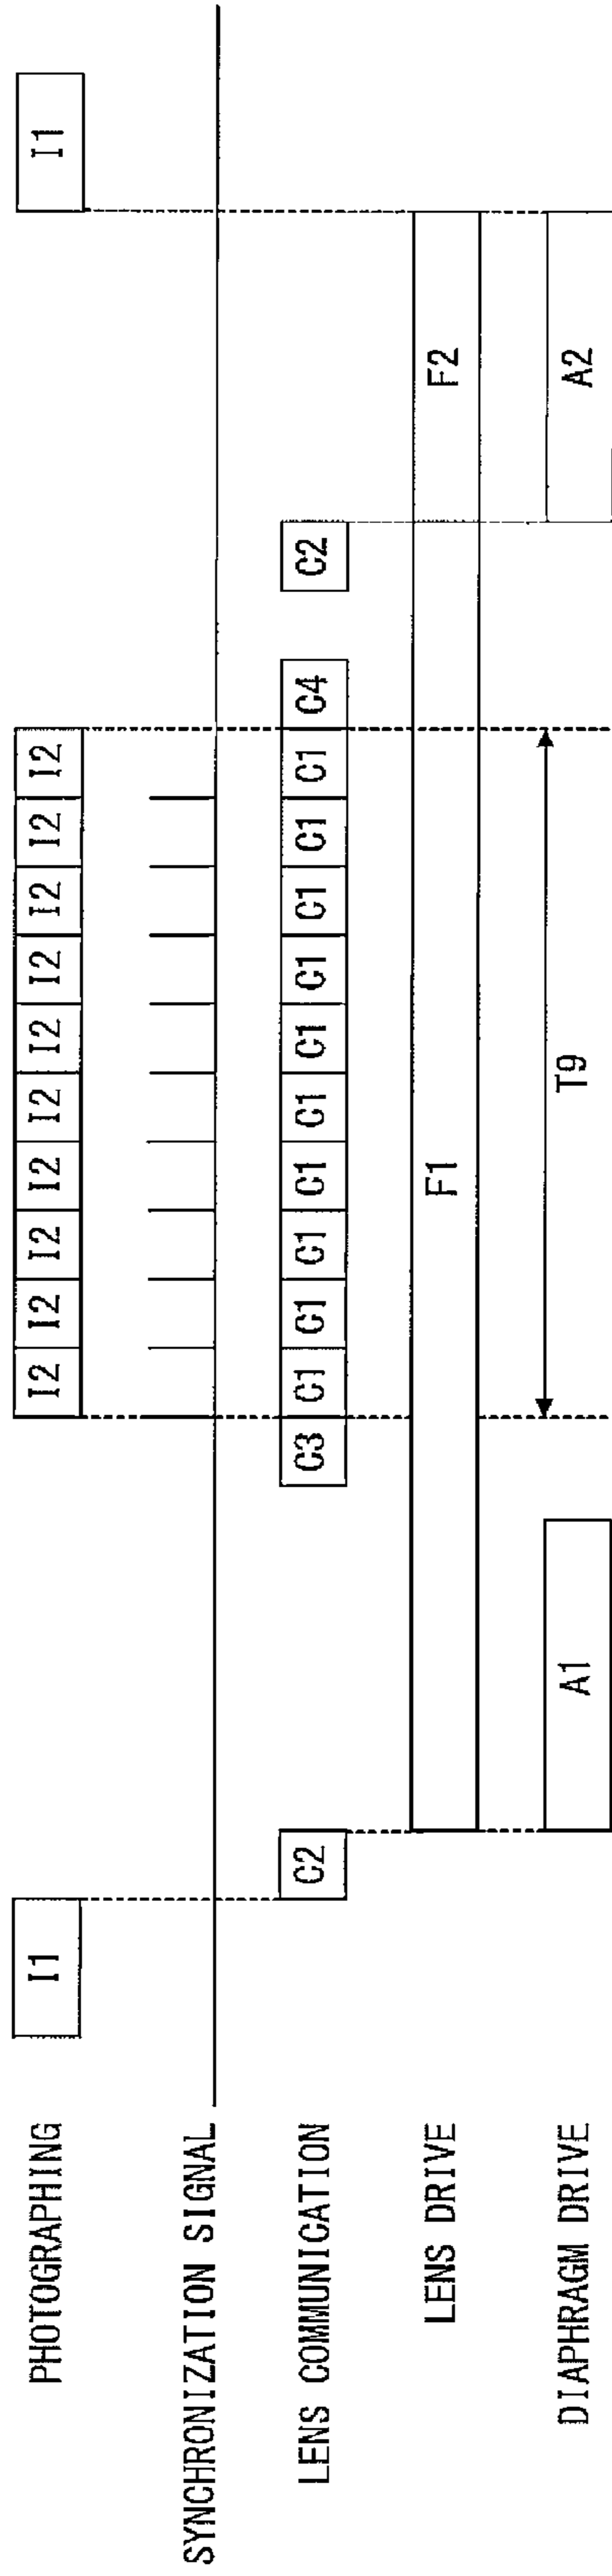 PHOTOGRAPHING I1 I2 I2 I2 I2 I2 I2 I2 I2 I2 I2 I1
SYNCHRONIZATION SIGNAL
LENS COMMUNICATION C2 C3 C1 C1 C1 C1 C1 C1 C1 C1 C1 C1 C4 C2
LENS DRIVE F1 F2
DIAPHRAGM DRIVE A1 T9 A2